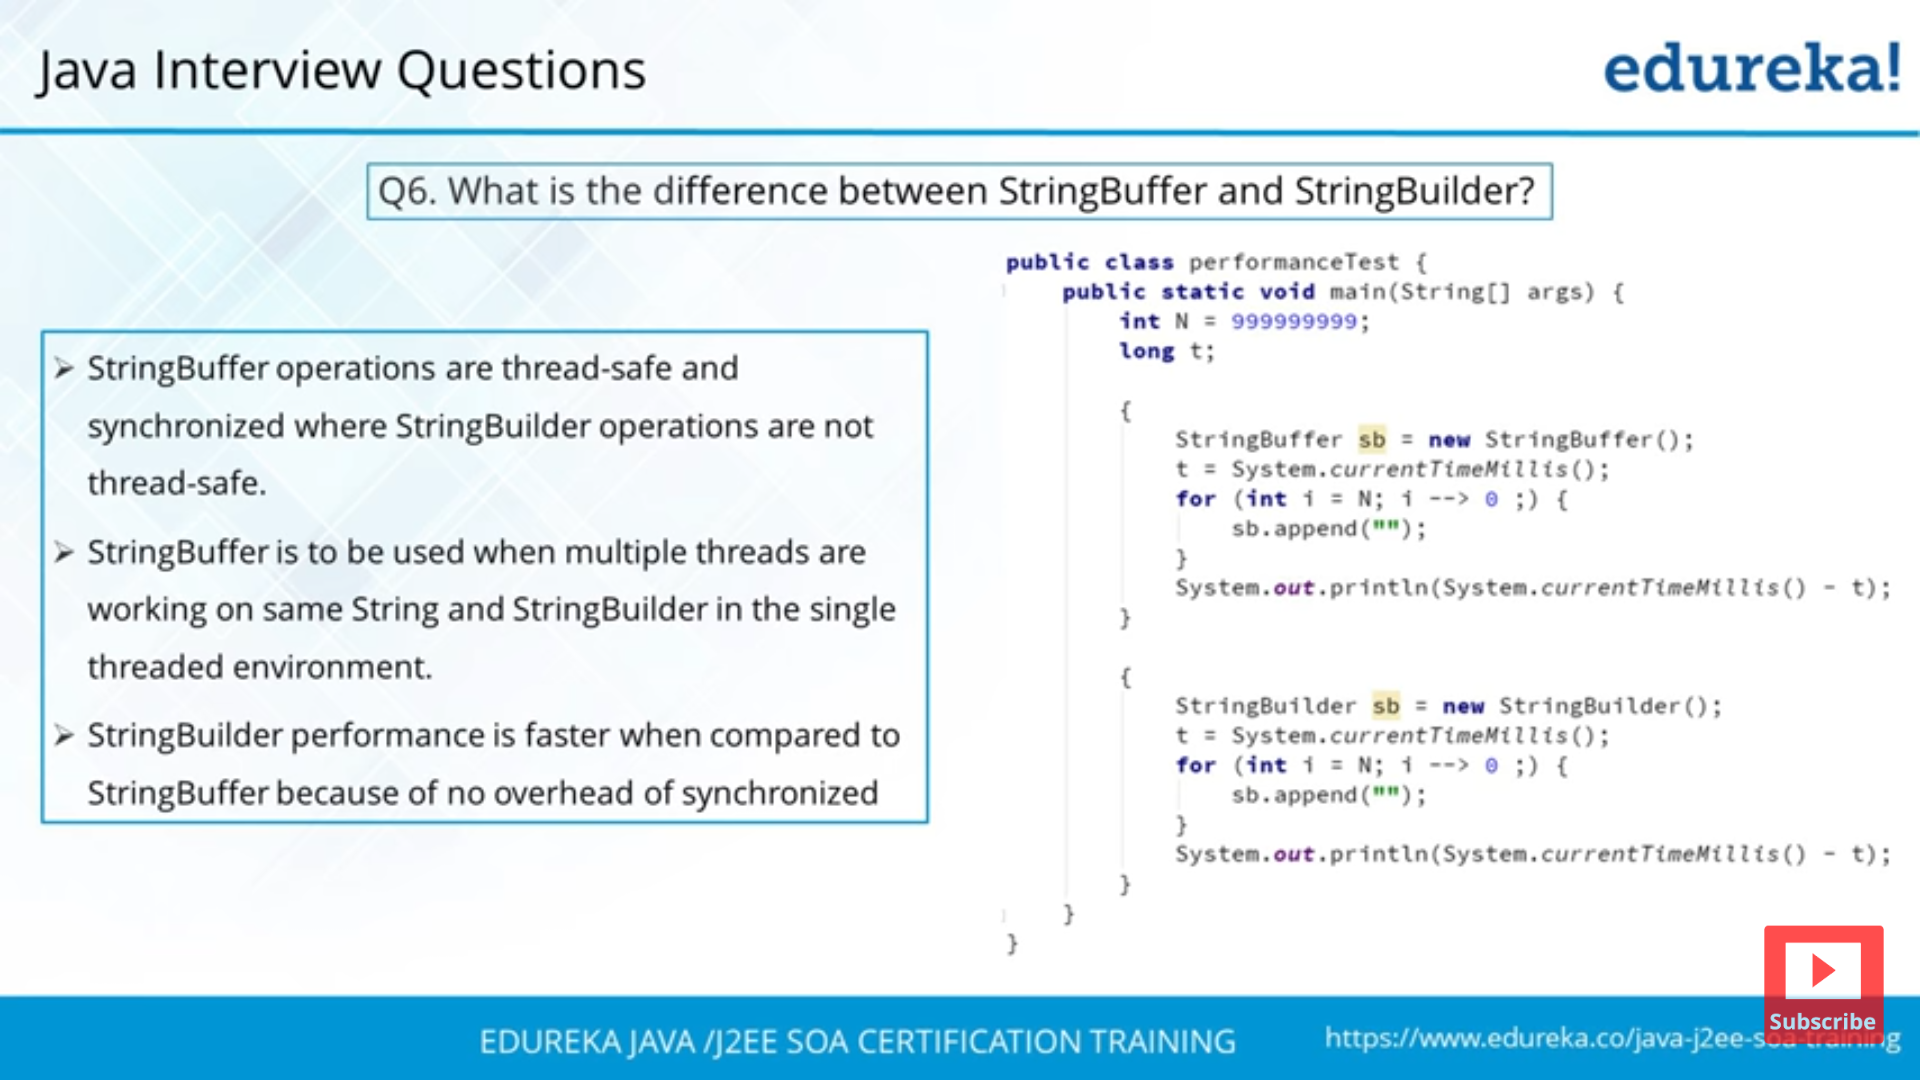 Java Interview Questions
edureka!
Q6. What is the difference between StringBuffer and StringBuilder?
➢ StringBuffer operations are thread-safe and
synchronized where StringBuilder operations are not
thread-safe.
➢ StringBuffer is to be used when multiple threads are
working on same String and StringBuilder in the single
threaded environment.
➢ StringBuilder performance is faster when compared to
StringBuffer because of no overhead of synchronized
public class performanceTest {
public static void main(String[] args) {
int N = 999999999;
long t;
{
StringBuffer sb = new StringBuffer();
t = System.currentTimeMillis();
for (int i = N; i --> 0 ;) {
sb.append("");
}
System.out.println(System.currentTimeMillis() - t);
}
{
StringBuilder sb = new StringBuilder();
t = System.currentTimeMillis();
for (int i = N; i --> 0 ;) {
sb.append("");
}
System.out.println(System.currentTimeMillis() - t);
}
}
}
Subscribe
EDUREKA JAVA /J2EE SOA CERTIFICATION TRAINING
https://www.edureka.co/java-j2ee-soa-training